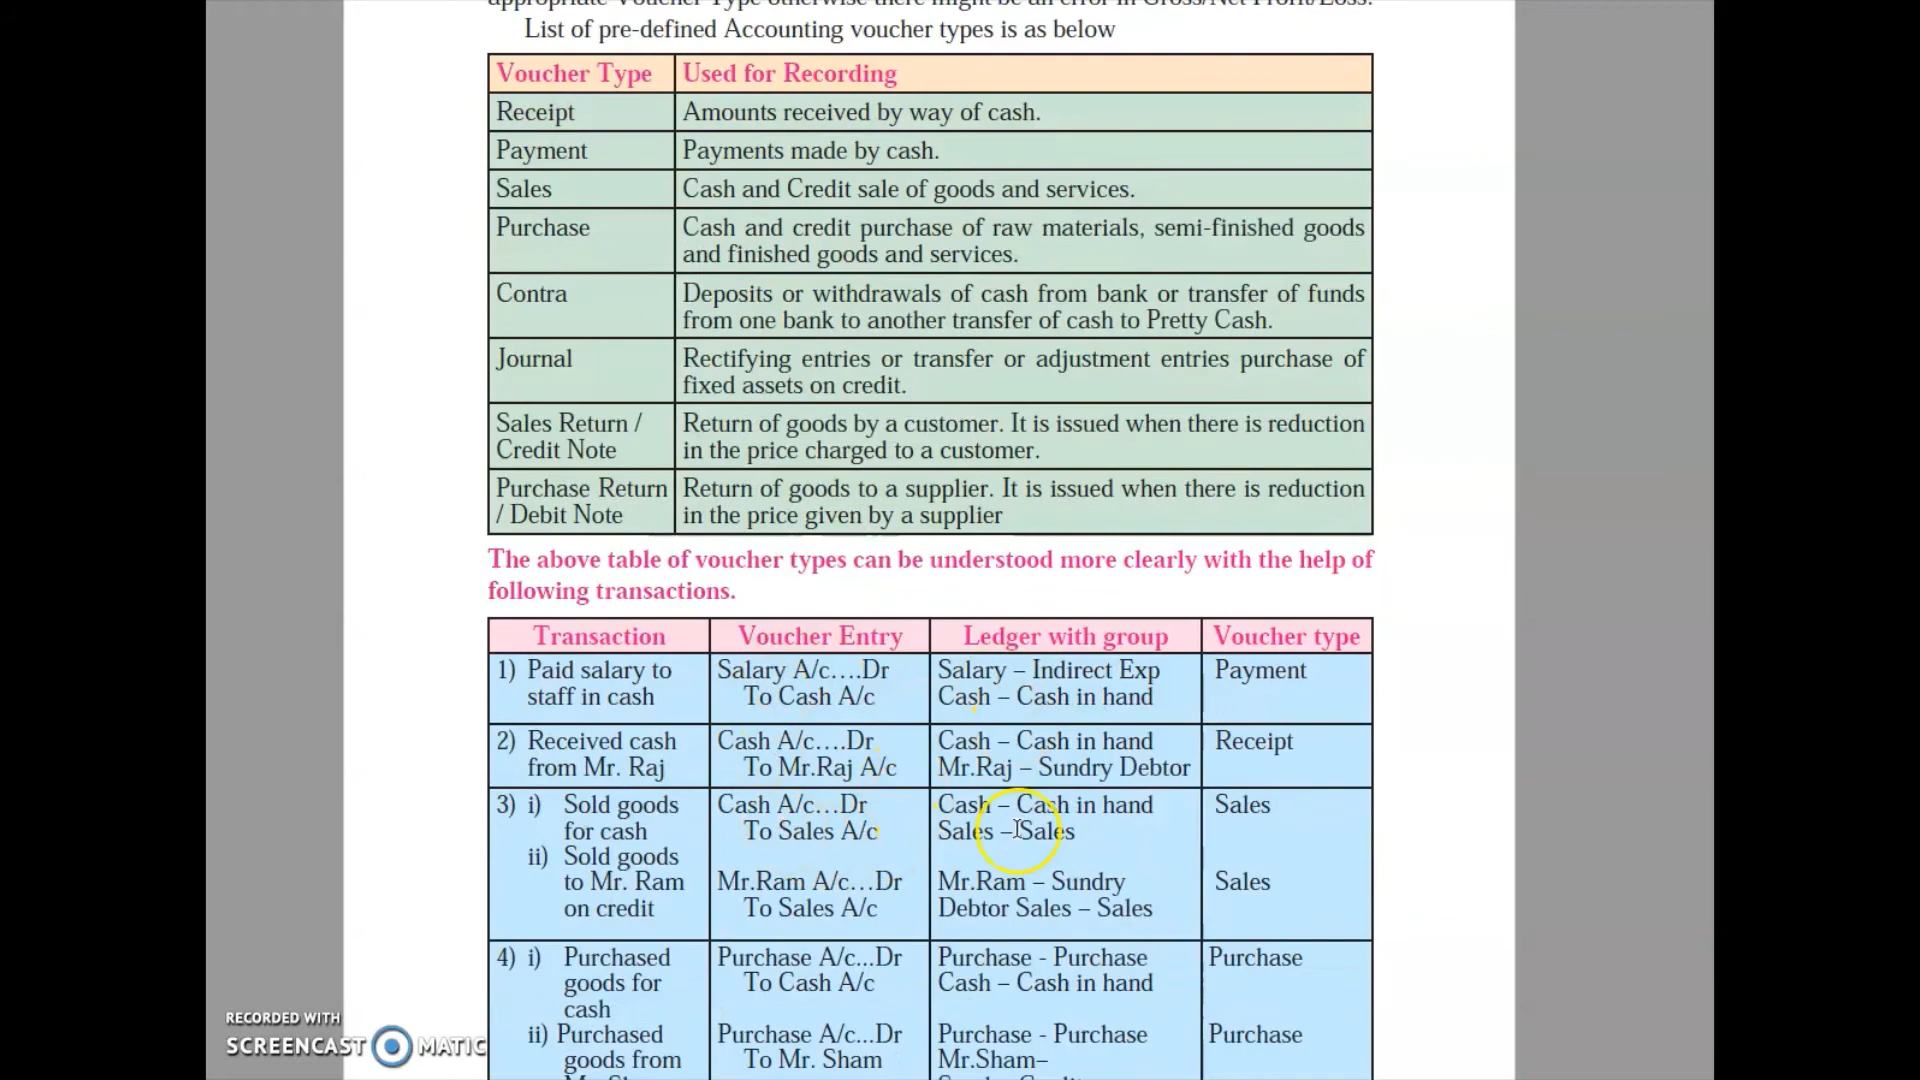 appropriate Voucher Type otherwise there might be an error in Gross/Net Profit/Loss.
List of pre-defined Accounting voucher types is as below
Voucher Type Used for Recording
Receipt Amounts received by way of cash.
Payment Payments made by cash.
Sales Cash and Credit sale of goods and services.
Purchase Cash and credit purchase of raw materials, semi-finished goods
and finished goods and services.
Contra Deposits or withdrawals of cash from bank or transfer of funds
from one bank to another transfer of cash to Pretty Cash.
Journal Rectifying entries or transfer or adjustment entries purchase of
fixed assets on credit.
Sales Return / Return of goods by a customer. It is issued when there is reduction
Credit Note in the price charged to a customer.
Purchase Return Return of goods to a supplier. It is issued when there is reduction
/ Debit Note in the price given by a supplier
The above table of voucher types can be understood more clearly with the help of
following transactions.
Transaction Voucher Entry Ledger with group Voucher type
1) Paid salary to Salary A/c....Dr Salary – Indirect Exp Payment
staff in cash To Cash A/c Cash – Cash in hand
2) Received cash Cash A/c....Dr Cash – Cash in hand Receipt
from Mr. Raj To Mr.Raj A/c Mr.Raj – Sundry Debtor
3) i) Sold goods Cash A/c...Dr Cash – Cash in hand Sales
for cash To Sales A/c Sales – Sales
ii) Sold goods
to Mr. Ram Mr.Ram A/c...Dr Mr.Ram – Sundry Sales
on credit To Sales A/c Debtor Sales – Sales
4) i) Purchased Purchase A/c...Dr Purchase - Purchase Purchase
goods for To Cash A/c Cash – Cash in hand
cash
ii) Purchased Purchase A/c...Dr Purchase - Purchase Purchase
goods from To Mr. Sham Mr.Sham–
RECORDED WITH
SCREENCAST MATIC